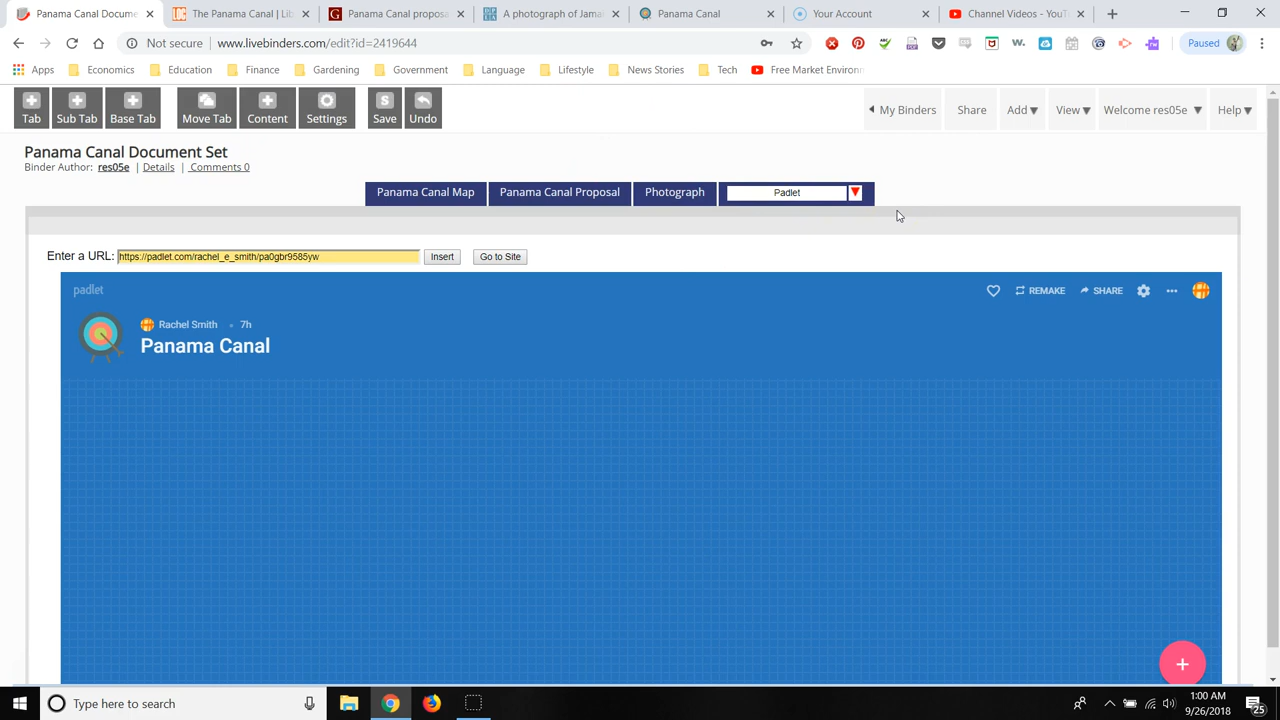 Panama Canal Docume
The Panama Canal | Lib
Panama Canal proposa
A photograph of Jama
Panama Canal
Your Account
Channel Videos - YouT
Not secure | www.livebinders.com/edit?id=2419644
Paused
Apps
Economics
Education
Finance
Gardening
Government
Language
Lifestyle
News Stories
Tech
Free Market Environ
Tab
Sub Tab
Base Tab
Move Tab
Content
Settings
Save
Undo
My Binders
Share
Add
View
Welcome res05e
Help
Panama Canal Document Set
Binder Author: res05e | Details | Comments 0
Panama Canal Map
Panama Canal Proposal
Photograph
Padlet
Enter a URL: https://padlet.com/rachel_e_smith/pa0gbr9585yw
Insert
Go to Site
padlet
REMAKE
SHARE
Rachel Smith • 7h
Panama Canal
Type here to search
1:00 AM
9/26/2018
25